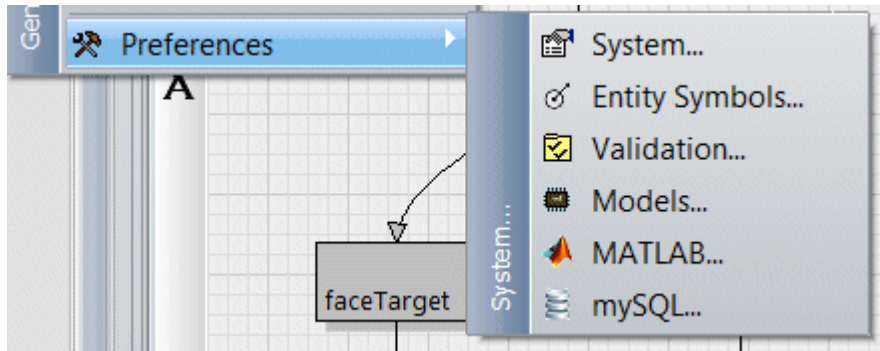 Gen
Preferences
A
faceTarget
System...
System...
Entity Symbols...
Validation...
Models...
MATLAB...
mySQL...